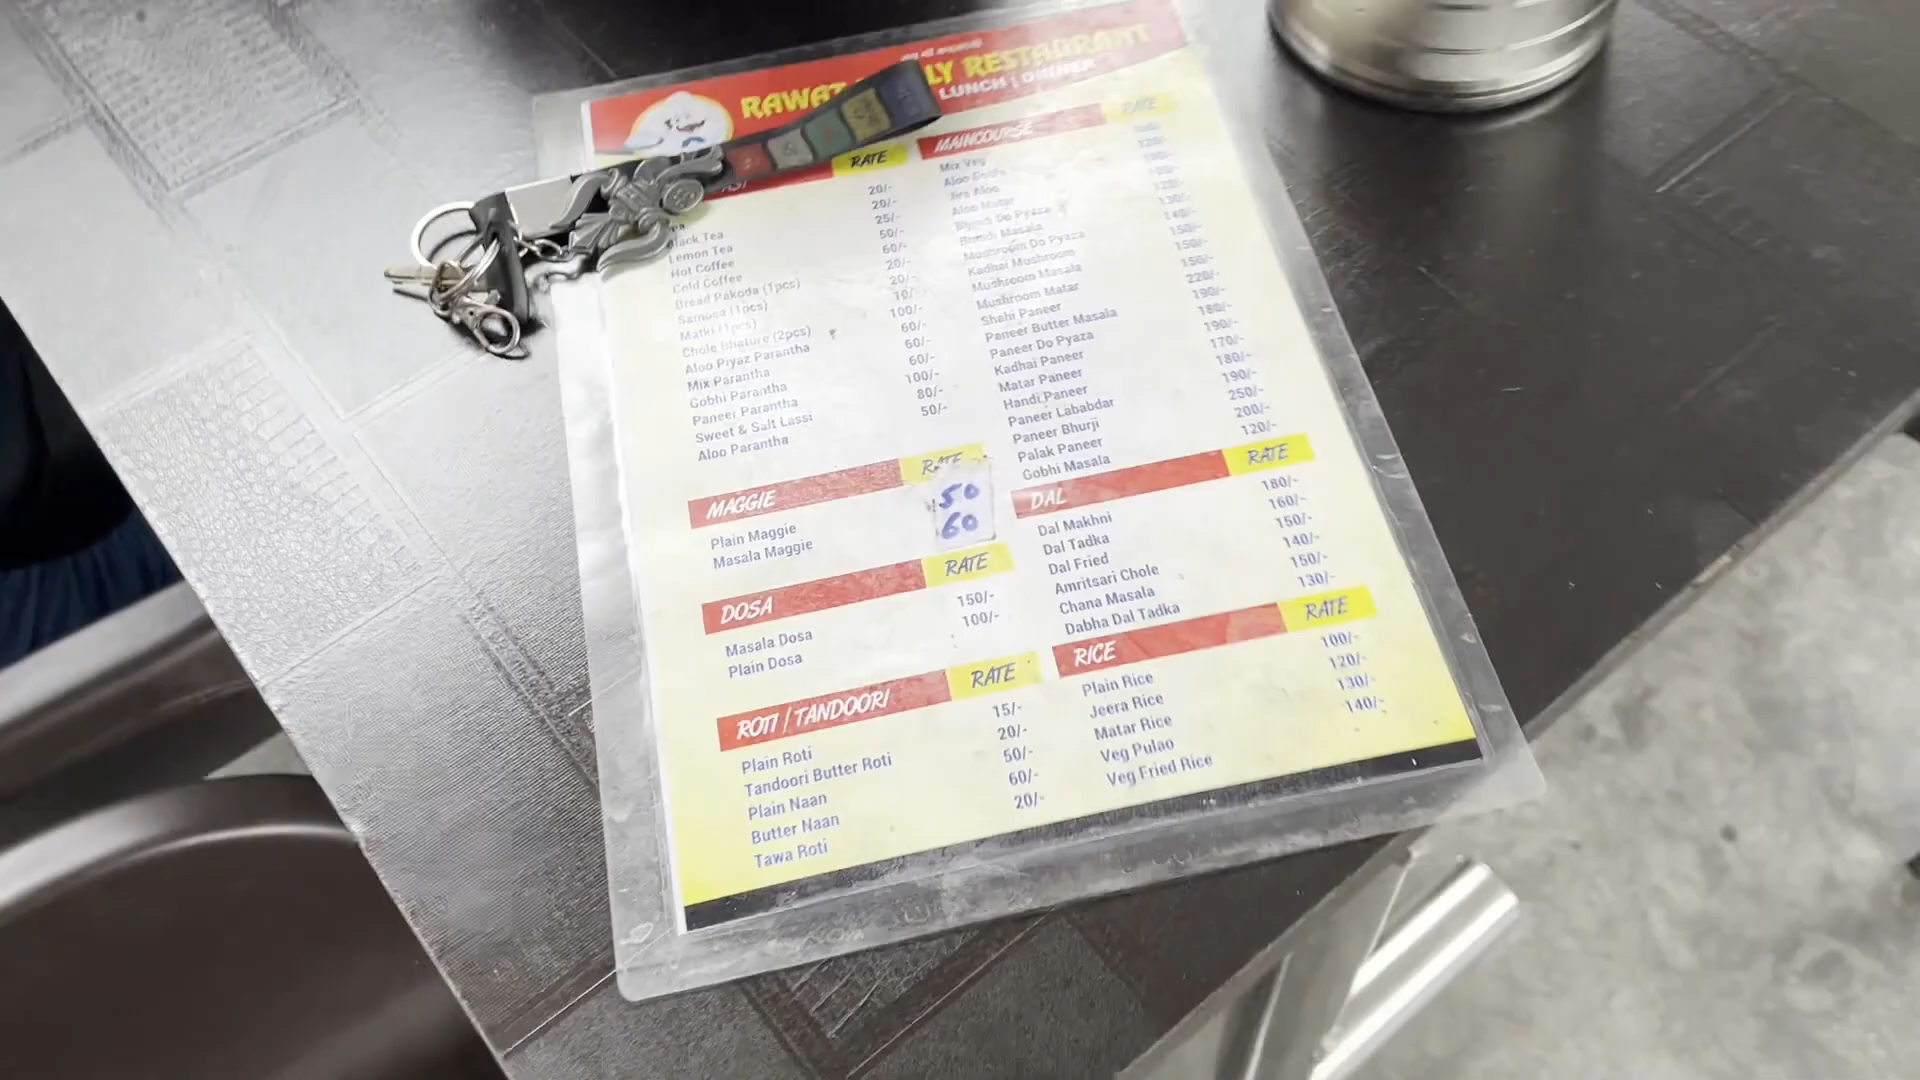 RAWAT
LY RESTAURANT
LUNCH | DINNER
RATE
Black Tea
Lemon Tea
Hot Coffee
Cold Coffee
Bread Pakoda (1pcs)
Samosa (1pcs)
Matki (1pcs)
Chole Bhature (2pcs)
Aloo Piyaz Parantha
Mix Parantha
Gobhi Parantha
Paneer Parantha
Sweet & Salt Lassi
Aloo Parantha
20/-
20/-
25/-
50/-
60/-
20/-
20/-
10/-
100/-
60/-
60/-
60/-
100/-
80/-
50/-
MAGGIE RATE
Plain Maggie 50
Masala Maggie 60
DOSA RATE
Masala Dosa 150/-
Plain Dosa 100/-
ROTI / TANDOORI RATE
Plain Roti 15/-
Tandoori Butter Roti 20/-
Plain Naan 50/-
Butter Naan 60/-
Tawa Roti 20/-
MAINCOURSE RATE
Mix Veg
Aloo Gobhi
Jira Aloo
Aloo Matar
Bhindi Do Pyaza
Bhindi Masala
Mushroom Do Pyaza
Kadhai Mushroom
Mushroom Masala
Mushroom Matar
Shahi Paneer
Paneer Butter Masala
Paneer Do Pyaza
Kadhai Paneer
Matar Paneer
Handi Paneer
Paneer Lababdar
Paneer Bhurji
Palak Paneer
Gobhi Masala
120/-
130/-
140/-
150/-
150/-
150/-
220/-
190/-
180/-
190/-
170/-
180/-
190/-
250/-
200/-
120/-
DAL RATE
Dal Makhni 180/-
Dal Tadka 160/-
Dal Fried 150/-
Amritsari Chole 140/-
Chana Masala 150/-
Dabha Dal Tadka 130/-
RICE RATE
Plain Rice
Jeera Rice
Matar Rice
Veg Pulao
Veg Fried Rice
100/-
120/-
130/-
140/-